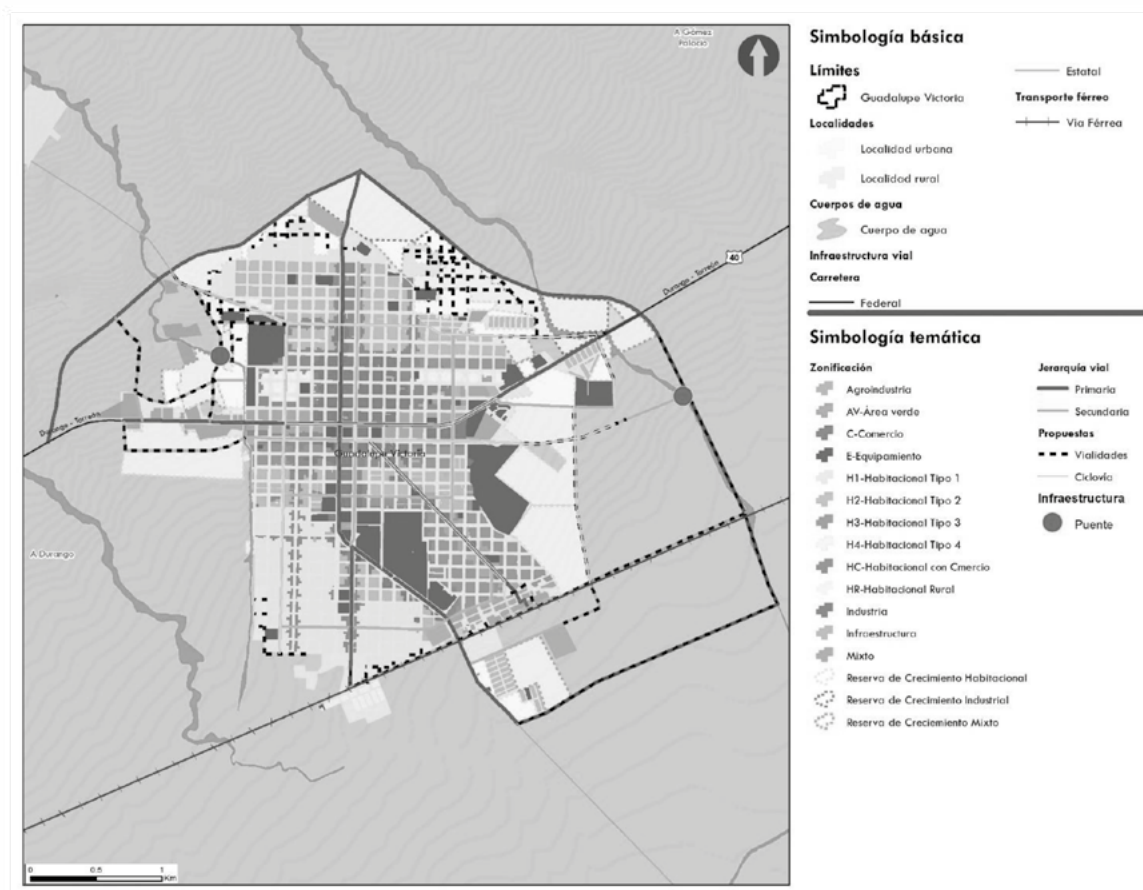 A Gómez
Palacio
40
Durango - Torreón
Durango - Torreón
Guadalupe Victoria
A Durango
0 0.5 1
Km
Simbología básica
Límites
Guadalupe Victoria
Localidades
Localidad urbana
Localidad rural
Cuerpos de agua
Cuerpo de agua
Infraestructura vial
Carretera
Federal
Estatal
Transporte férreo
Vía Férrea
Simbología temática
Zonificación
Agroindustria
AV-Área verde
C-Comercio
E-Equipamiento
H1-Habitacional Tipo 1
H2-Habitacional Tipo 2
H3-Habitacional Tipo 3
H4-Habitacional Tipo 4
HC-Habitacional con Cmercio
HR-Habitacional Rural
Industria
Infraestructura
Mixto
Reserva de Crecimiento Habitacional
Reserva de Crecimiento Industrial
Reserva de Creciemiento Mixto
Jerarquía vial
Primaria
Secundaria
Propuestas
Vialidades
Ciclovía
Infraestructura
Puente